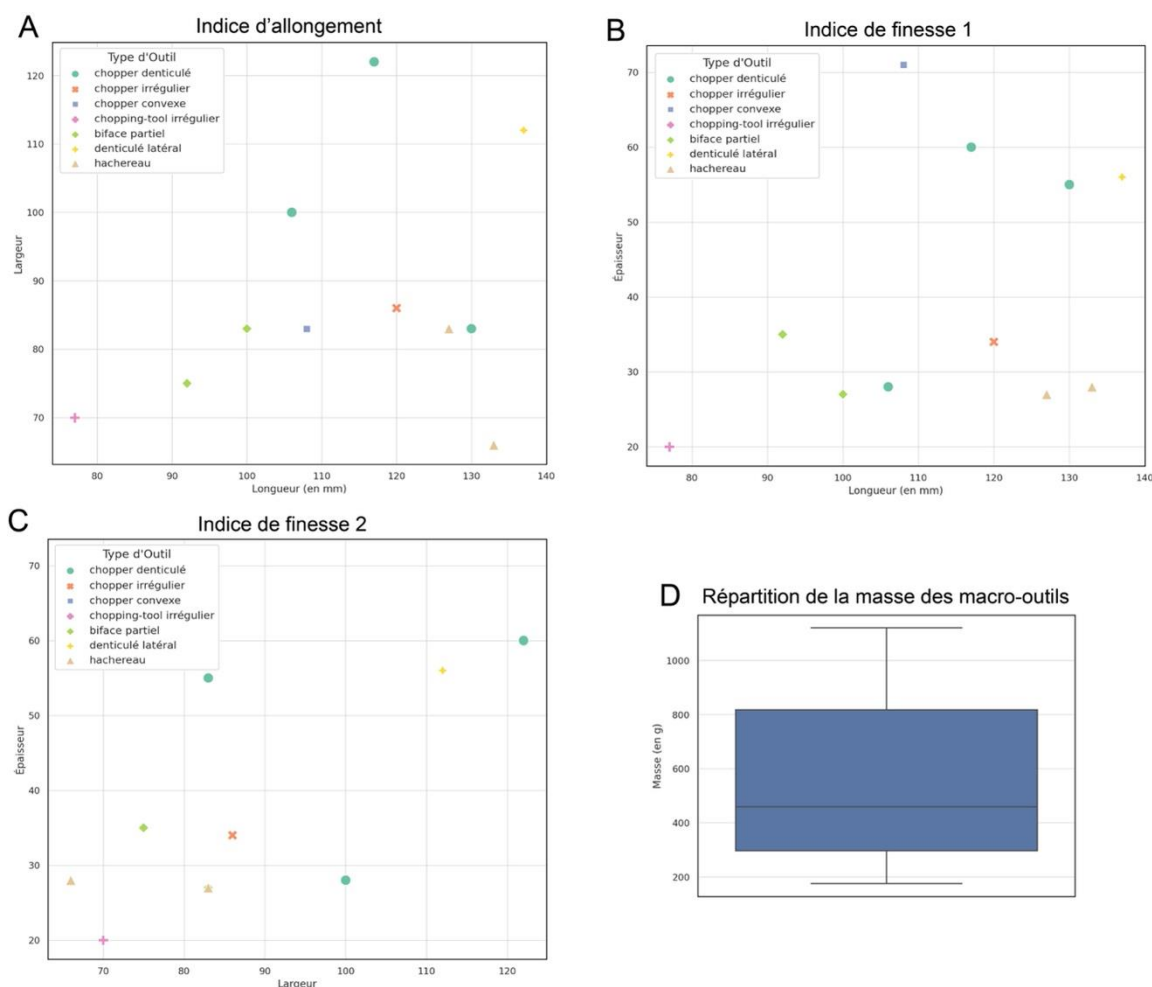 A
Indice d’allongement
Type d'Outil
chopper denticulé
chopper irrégulier
chopper convexe
chopping-tool irrégulier
biface partiel
denticulé latéral
hachereau
120
110
100
90
80
70
Largeur
80
90
100
110
120
130
140
Longueur (en mm)
B
Indice de finesse 1
Type d'Outil
chopper denticulé
chopper irrégulier
chopper convexe
chopping-tool irrégulier
biface partiel
denticulé latéral
hachereau
70
60
50
40
30
20
Épaisseur
80
90
100
110
120
130
140
Longueur (en mm)
C
Indice de finesse 2
Type d'Outil
chopper denticulé
chopper irrégulier
chopper convexe
chopping-tool irrégulier
biface partiel
denticulé latéral
hachereau
70
60
50
40
30
20
Épaisseur
70
80
90
100
110
120
Largeur
D
Répartition de la masse des macro-outils
1000
800
600
400
200
Masse (en g)